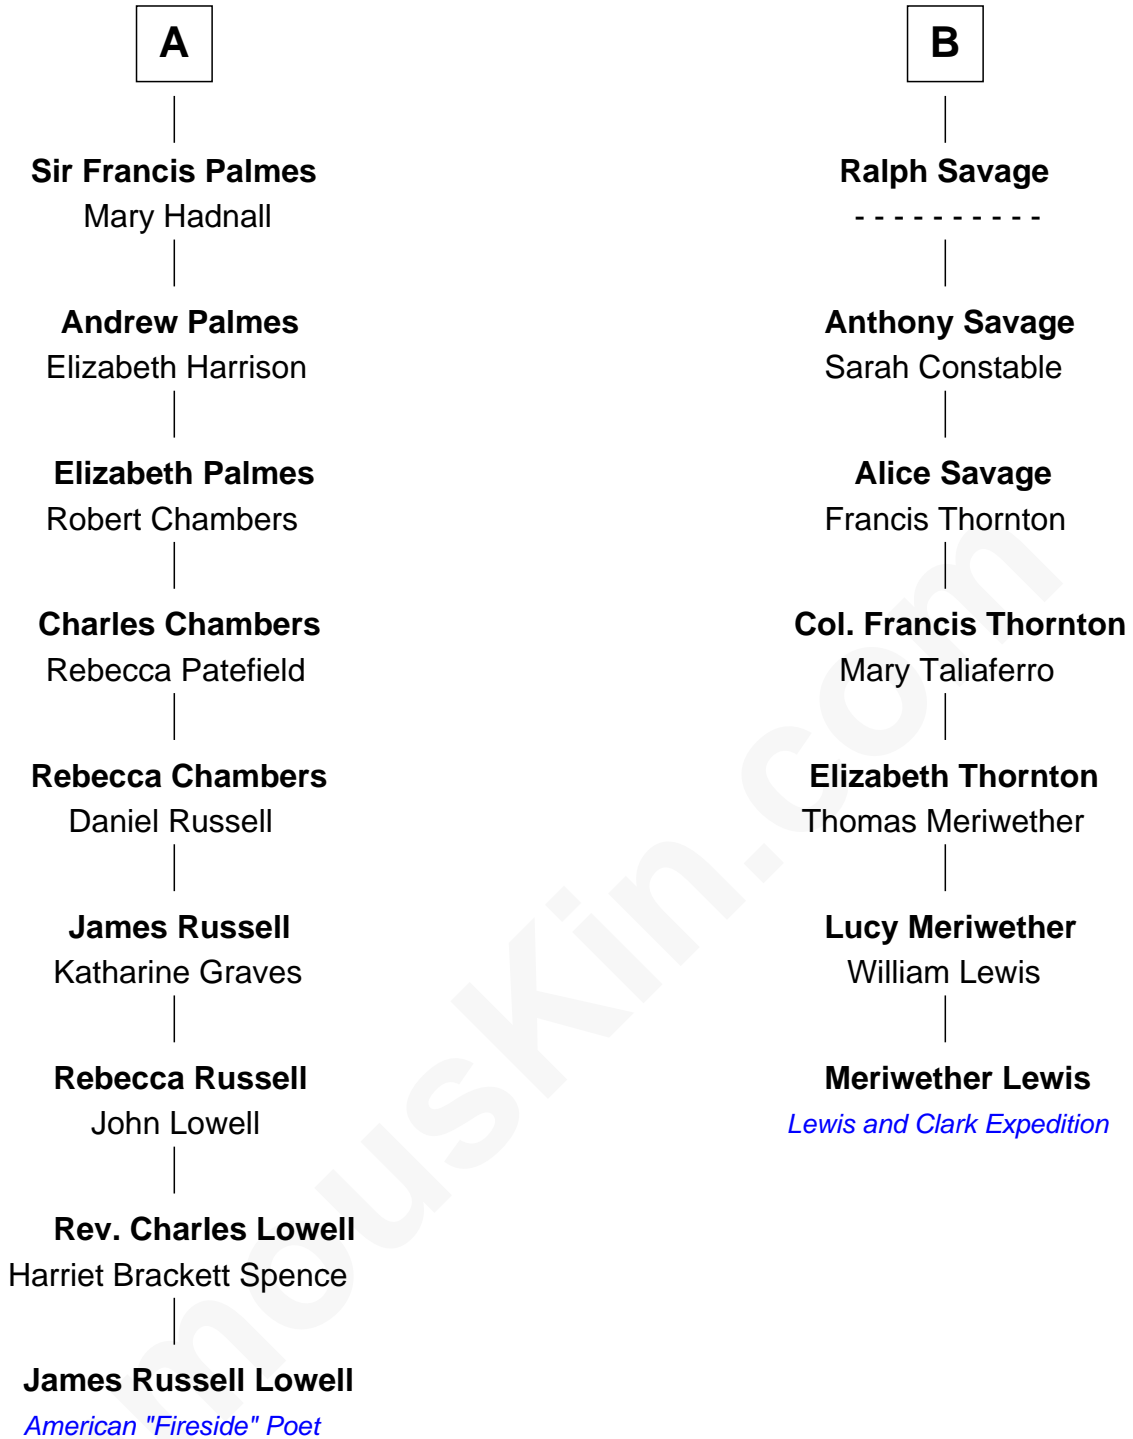 A
Sir Francis Palmes
Mary Hadnall
Andrew Palmes
Elizabeth Harrison
Elizabeth Palmes
Robert Chambers
Charles Chambers
Rebecca Patefield
Rebecca Chambers
Daniel Russell
James Russell
Katharine Graves
Rebecca Russell
John Lowell
Rev. Charles Lowell
Harriet Brackett Spence
James Russell Lowell
American "Fireside" Poet
B
Ralph Savage
- - - - - - - - - -
Anthony Savage
Sarah Constable
Alice Savage
Francis Thornton
Col. Francis Thornton
Mary Taliaferro
Elizabeth Thornton
Thomas Meriwether
Lucy Meriwether
William Lewis
Meriwether Lewis
Lewis and Clark Expedition
mousKin.com